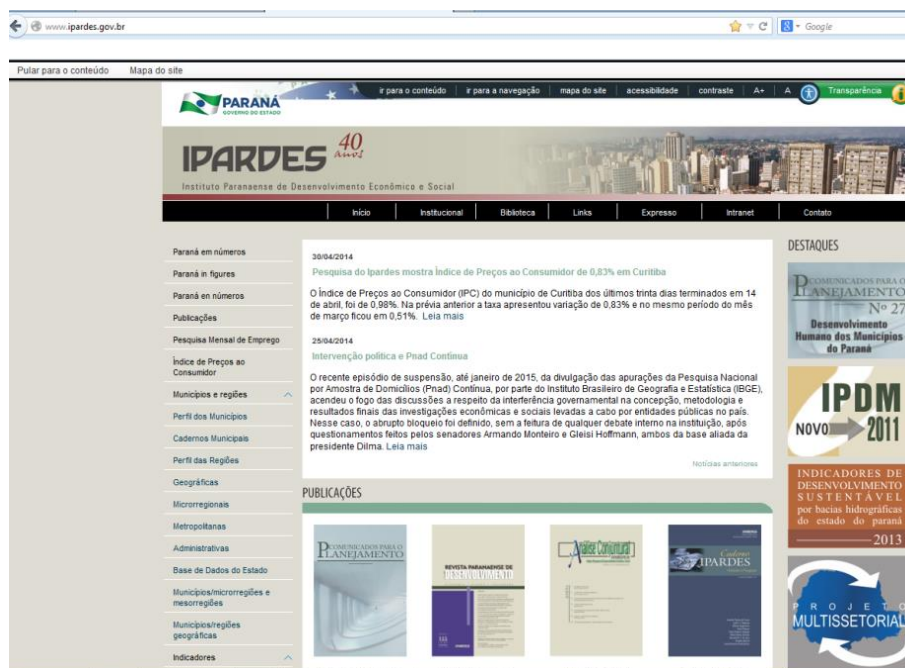 www.ipardes.gov.br
Google
Pular para o conteúdo Mapa do site
PARANÁ
GOVERNO DO ESTADO
ir para o conteúdo ir para a navegação mapa do site acessibilidade contraste A+ A Transparência
IPARDES 40 anos
Instituto Paranaense de Desenvolvimento Econômico e Social
Início Institucional Biblioteca Links Expresso Intranet Contato
Paraná em números
Paraná in figures
Paraná en números
Publicações
Pesquisa Mensal de Emprego
Índice de Preços ao
Consumidor
Municípios e regiões
Perfil dos Municípios
Cadernos Municipais
Perfil das Regiões
Geográficas
Microrregionais
Metropolitanas
Administrativas
Base de Dados do Estado
Municípios/microrregiões e
mesorregiões
Municípios/regiões
geográficas
Indicadores
30/04/2014
Pesquisa do Ipardes mostra Índice de Preços ao Consumidor de 0,83% em Curitiba
O Índice de Preços ao Consumidor (IPC) do município de Curitiba dos últimos trinta dias terminados em 14
de abril, foi de 0,98%. Na prévia anterior a taxa apresentou variação de 0,83% e no mesmo período do mês
de março ficou em 0,51%. Leia mais
25/04/2014
Intervenção política e Pnad Contínua
O recente episódio de suspensão, até janeiro de 2015, da divulgação das apurações da Pesquisa Nacional
por Amostra de Domicílios (Pnad) Contínua, por parte do Instituto Brasileiro de Geografia e Estatística (IBGE),
acendeu o fogo das discussões a respeito da interferência governamental na concepção, metodologia e
resultados finais das investigações econômicas e sociais levadas a cabo por entidades públicas no país.
Nesse caso, o abrupto bloqueio foi definido, sem a feitura de qualquer debate interno na instituição, após
questionamentos feitos pelos senadores Armando Monteiro e Gleisi Hoffmann, ambos da base aliada da
presidente Dilma. Leia mais
Notícias anteriores
PUBLICAÇÕES
COMUNICADOS PARA O
PLANEJAMENTO
REVISTA PARANAENSE DE
DESENVOLVIMENTO
Análise Conjuntural
Caderno
IPARDES
DESTAQUES
COMUNICADOS PARA O
PLANEJAMENTO
Nº 27
Desenvolvimento
Humano dos Municípios
do Paraná
IPDM
NOVO 2011
INDICADORES DE
DESENVOLVIMENTO
SUSTENTÁVEL
por bacias hidrográficas
do estado do paraná
2013
PROJETO
MULTISSETORIAL